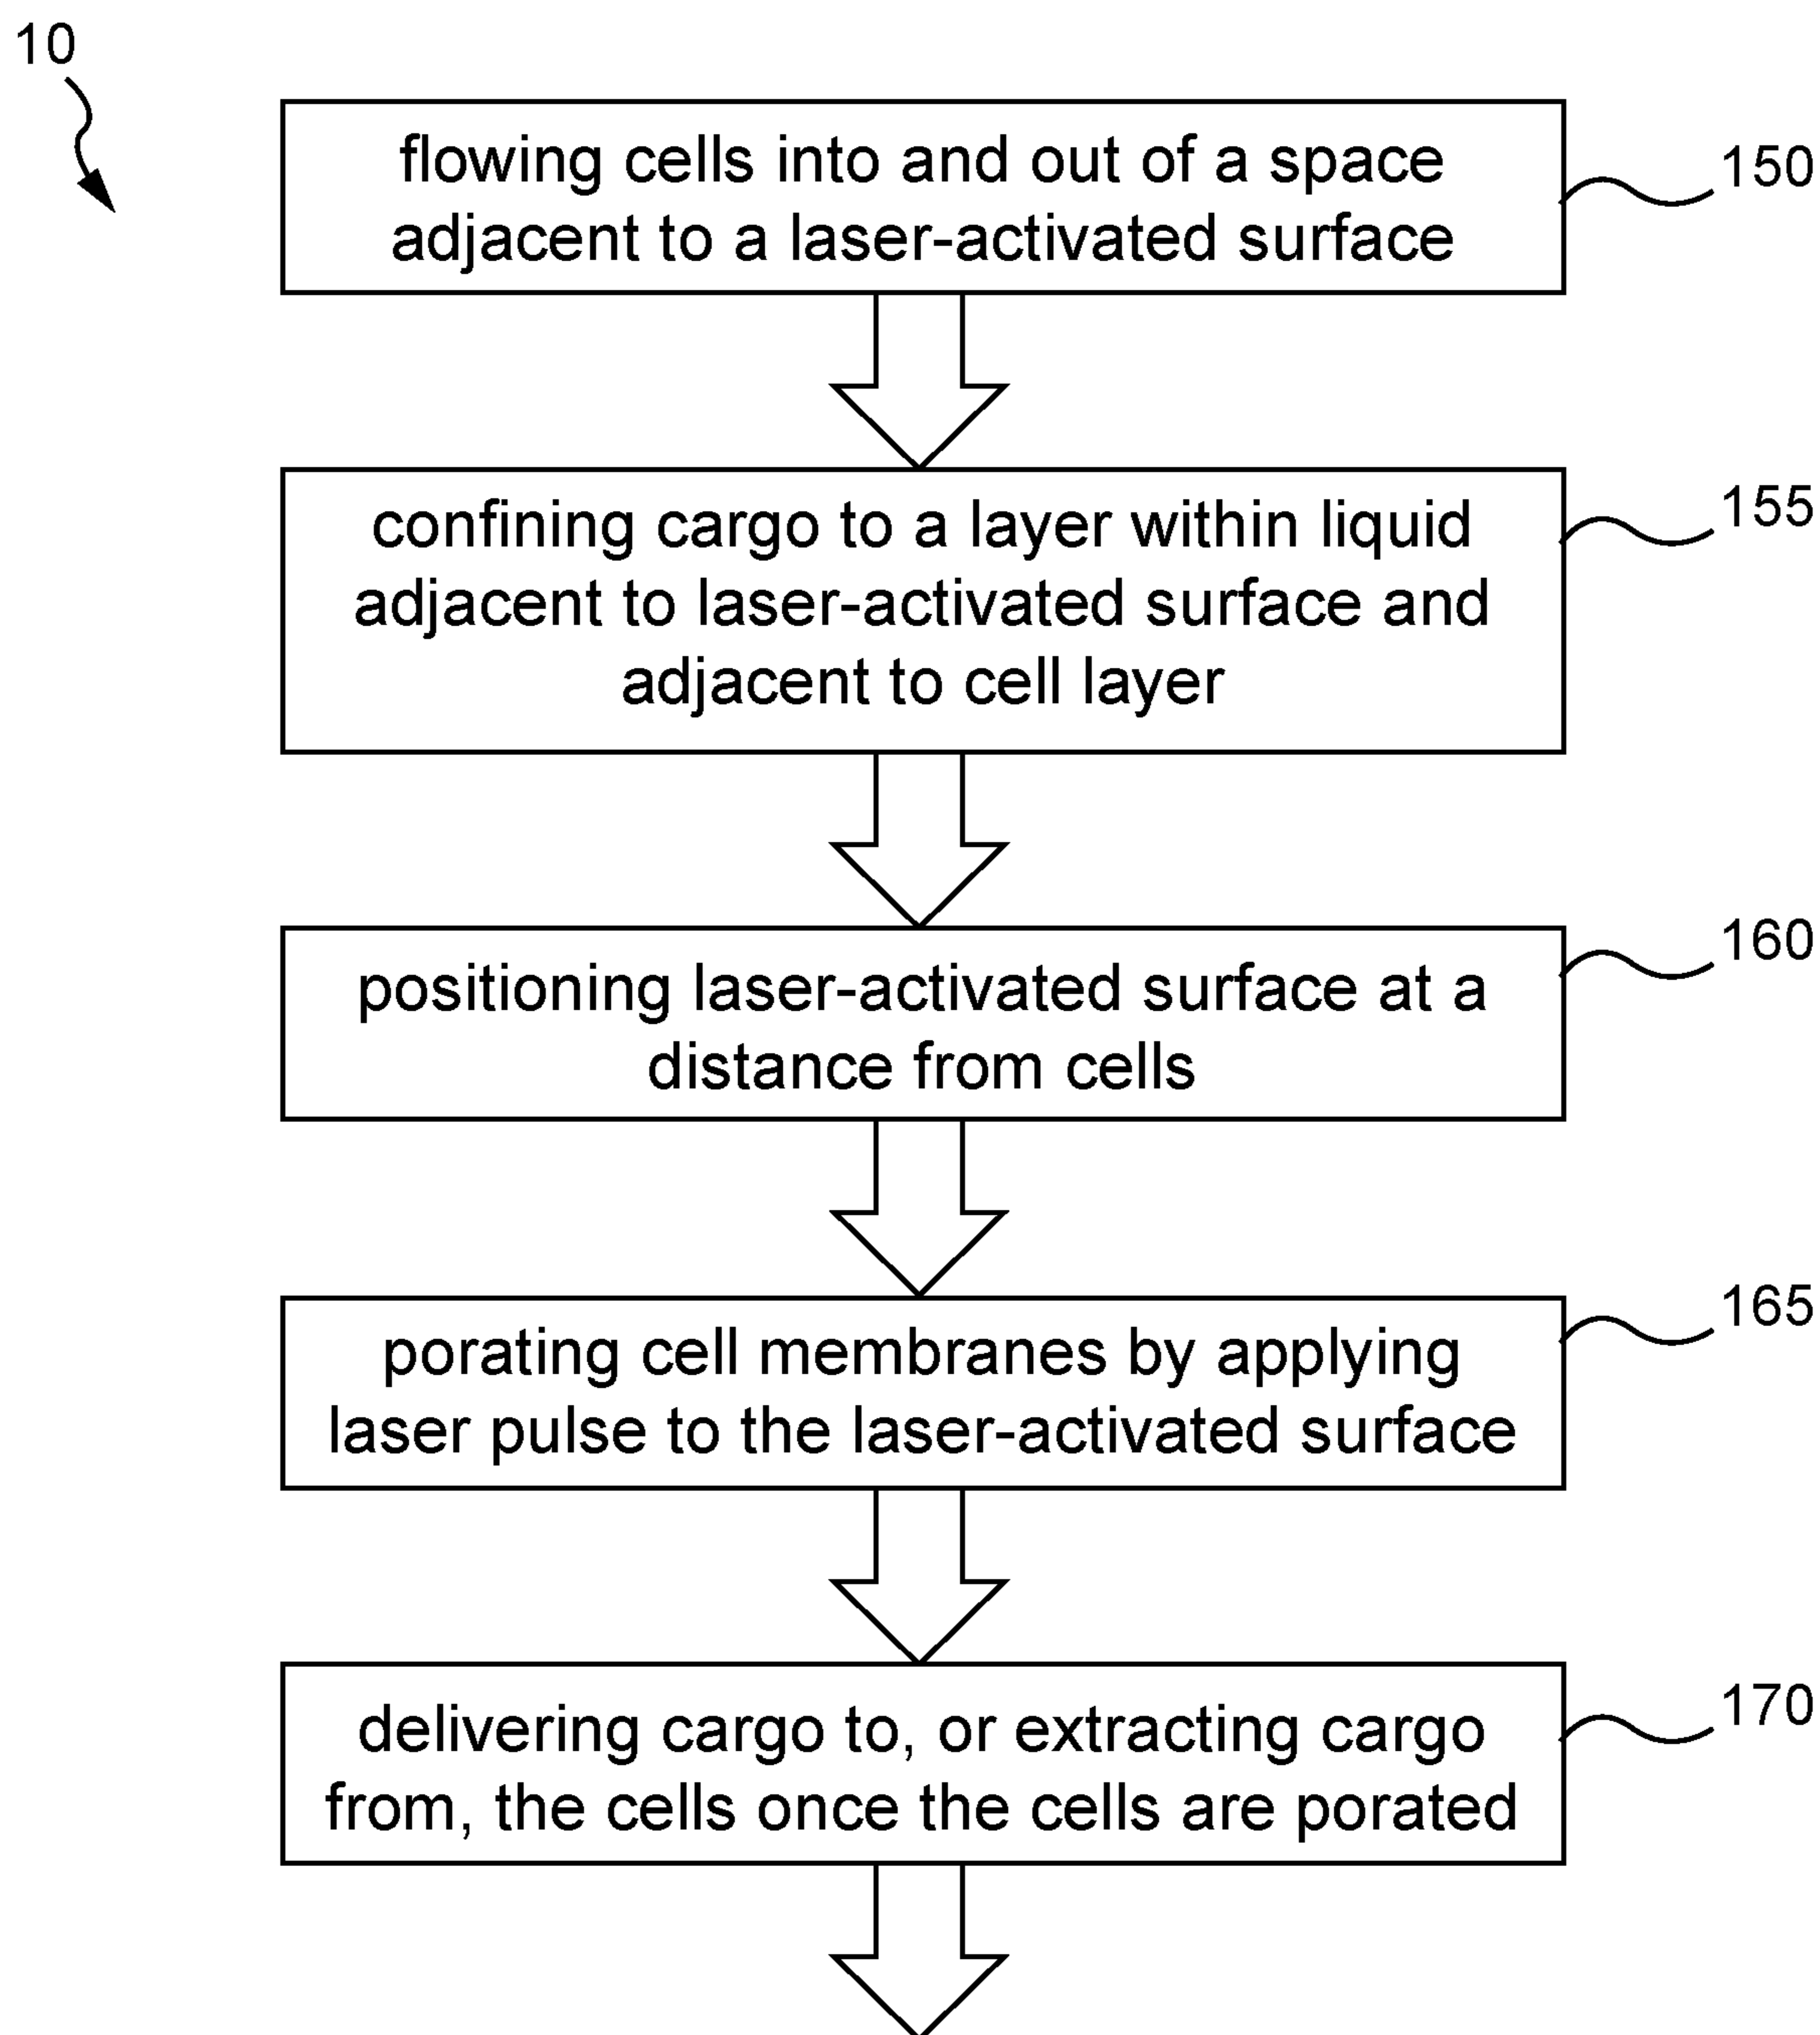 10
flowing cells into and out of a space
adjacent to a laser-activated surface
150
confining cargo to a layer within liquid
adjacent to laser-activated surface and
adjacent to cell layer
155
positioning laser-activated surface at a
distance from cells
160
porating cell membranes by applying
laser pulse to the laser-activated surface
165
delivering cargo to, or extracting cargo
from, the cells once the cells are porated
170